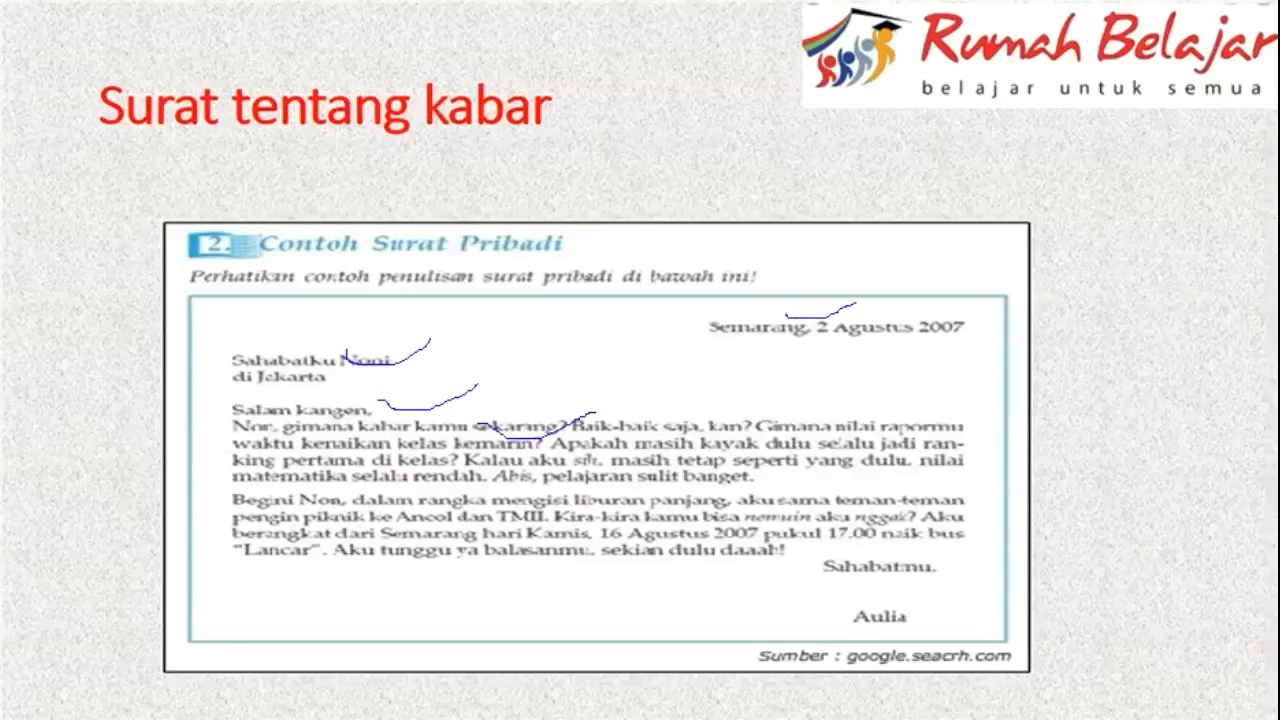 Rumah Belajar
belajar untuk semua
Surat tentang kabar
2. Contoh Surat Pribadi
Perhatikan contoh penulisan surat pribadi di bawah ini!
Semarang, 2 Agustus 2007
Sahabatku Noni
di Jakarta
Salam kangen,
Non, gimana kabar kamu sekarang? Baik-baik saja, kan? Gimana nilai rapormu
waktu kenaikan kelas kemarin? Apakah masih kayak dulu selalu jadi ran-
king pertama di kelas? Kalau aku sih, masih tetap seperti yang dulu, nilai
matematika selalu rendah. Abis, pelajaran sulit banget.
Begini Non, dalam rangka mengisi liburan panjang, aku sama teman-teman
pengin piknik ke Ancol dan TMII. Kira-kira kamu bisa nemuin aku nggak? Aku
berangkat dari Semarang hari Kamis, 16 Agustus 2007 pukul 17.00 naik bus
“Lancar”. Aku tunggu ya balasanmu, sekian dulu daaah!
Sahabatmu,
Aulia
Sumber : google.seacrh.com